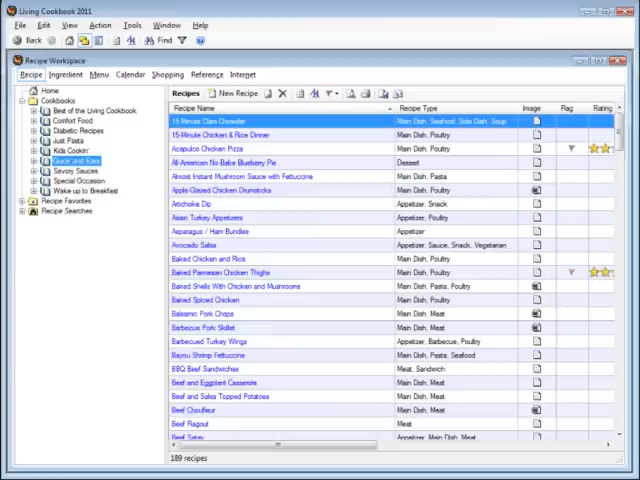 Living Cookbook 2011
File Edit View Action Tools Window Help
Back Find
Recipe Workspace
Recipe Ingredient Menu Calendar Shopping Reference Internet
Home
Cookbooks
Best of the Living Cookbook
Comfort Food
Diabetic Recipes
Just Pasta
Kids Cookin'
Quick and Easy
Savory Sauces
Special Occasion
Wake up to Breakfast
Recipe Favorites
Recipe Searches
Recipes New Recipe
Recipe Name Recipe Type Image Flag Rating
15 Minute Clam Chowder Main Dish, Seafood, Side Dish, Soup
15-Minute Chicken & Rice Dinner Main Dish, Poultry
Acapulco Chicken Pizza Main Dish, Poultry
All-American No-Bake Blueberry Pie Dessert
Almost Instant Mushroom Sauce with Fettuccine Main Dish, Pasta
Apple-Glazed Chicken Drumsticks Main Dish, Poultry
Artichoke Dip Appetizer, Snack
Asian Turkey Appetizers Appetizer, Poultry
Asparagus / Ham Bundles Appetizer
Avocado Salsa Appetizer, Sauce, Snack, Vegetarian
Baked Chicken and Rice Main Dish, Poultry
Baked Parmesan Chicken Thighs Main Dish, Poultry
Baked Shells With Chicken and Mushrooms Main Dish, Pasta, Poultry
Baked Spiced Chicken Main Dish, Poultry
Balsamic Pork Chops Main Dish, Meat
Barbecue Pork Skillet Main Dish, Meat
Barbecued Turkey Wings Appetizer, Barbecue, Poultry
Bayou Shrimp Fettuccine Main Dish, Pasta, Seafood
BBQ Beef Sandwiches Meat, Sandwich
Beef and Eggplant Casserole Main Dish, Meat
Beef and Salsa Topped Potatoes Main Dish, Meat
Beef Choufleur Main Dish, Meat
Beef Ragout Meat
Beef Satay Appetizer, Main Dish, Meat
189 recipes